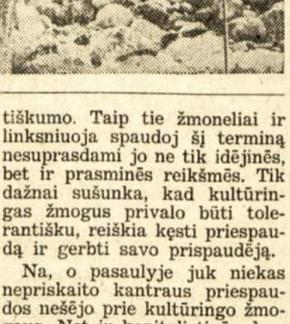 tiškumo. Taip tie žmoneliai ir
linksniuoja spaudoj šį terminą
nesuprasdami jo ne tik idėjinės,
bet ir prasminės reikšmės. Tik
dažnai sušunka, kad kultūrin-
gas žmogus privalo būti tole-
rantišku, reiškia kęsti priespau-
dą ir gerbti savo prispaudėją.
Na, o pasaulyje juk niekas
nepriskaito kantraus priespau-
dos nešėjo prie kultūringo žmo-